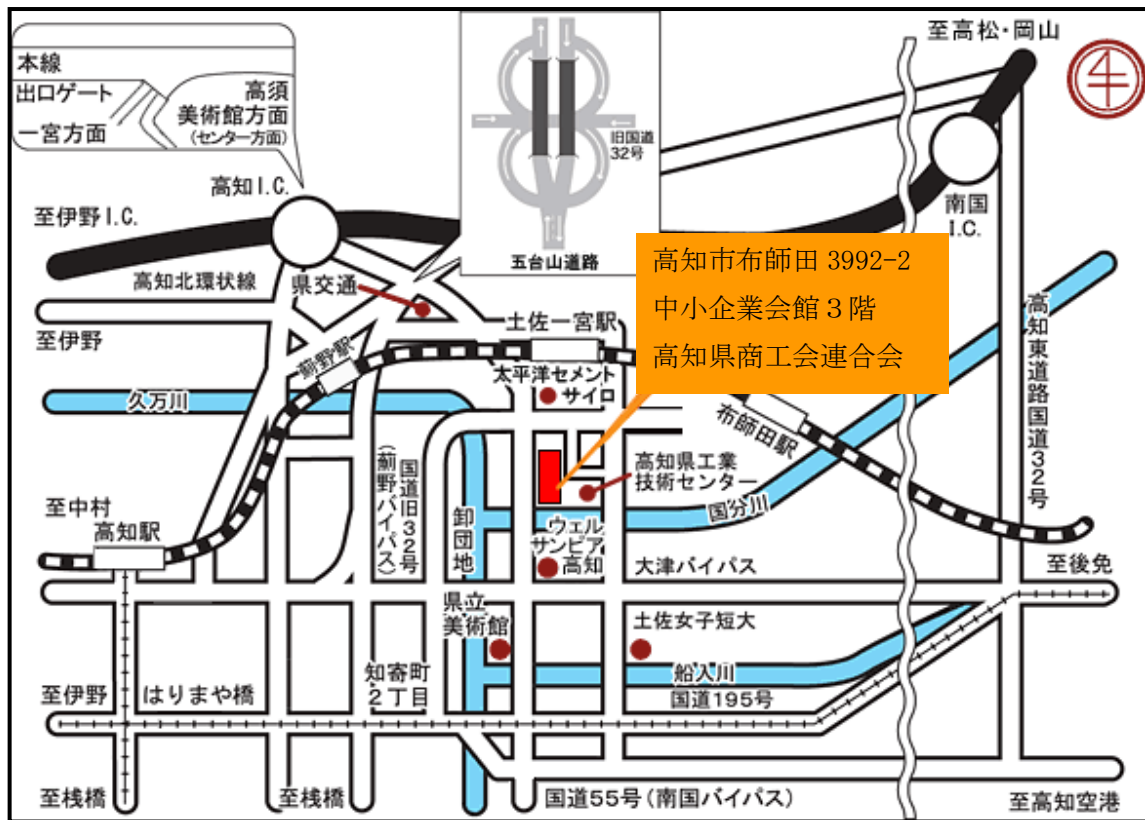 至高松・岡山
本線
出口ゲート
一宮方面
高須
美術館方面
(センター方面)
旧国道
32号
五台山道路
高知I.C.
至伊野I.C.
南国
I.C.
高知市布師田 3992-2
中小企業会館 3 階
高知県商工会連合会
高知北環状線
県交通
至伊野
土佐一宮駅
薊野駅
太平洋セメント
サイロ
久万川
布師田駅
高知東道路国道32号
国道旧32号
(薊野バイパス)
高知県工業
技術センター
国分川
至中村
高知駅
卸団地
ウェル
サンピア
高知
大津バイパス
至後免
県立
美術館
土佐女子短大
至伊野
はりまや橋
知寄町
2丁目
船入川
国道195号
至桟橋
至桟橋
国道55号(南国バイパス)
至高知空港